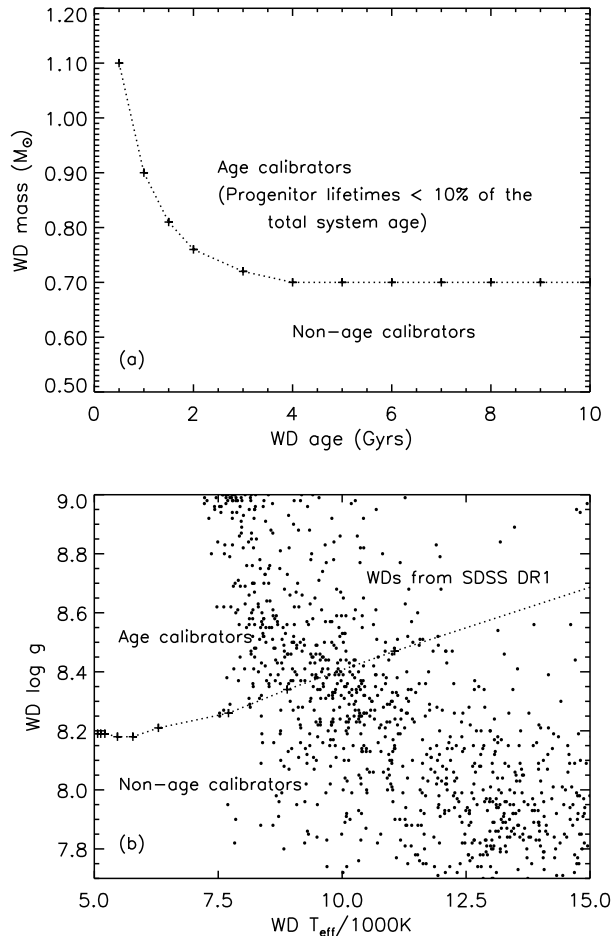 1.10
1.00
0.90
0.80
0.70
0.60
0.50
WD mass (M⊙)
Age calibrators
(Progenitor lifetimes < 10% of the
total system age)
Non-age calibrators
(a)
0 2 4 6 8 10
WD age (Gyrs)
9.0
8.8
8.6
8.4
8.2
8.0
7.8
WD log g
WDs from SDSS DR1
Age calibrators
Non-age calibrators
(b)
5.0 7.5 10.0 12.5 15.0
WD Teff/1000K